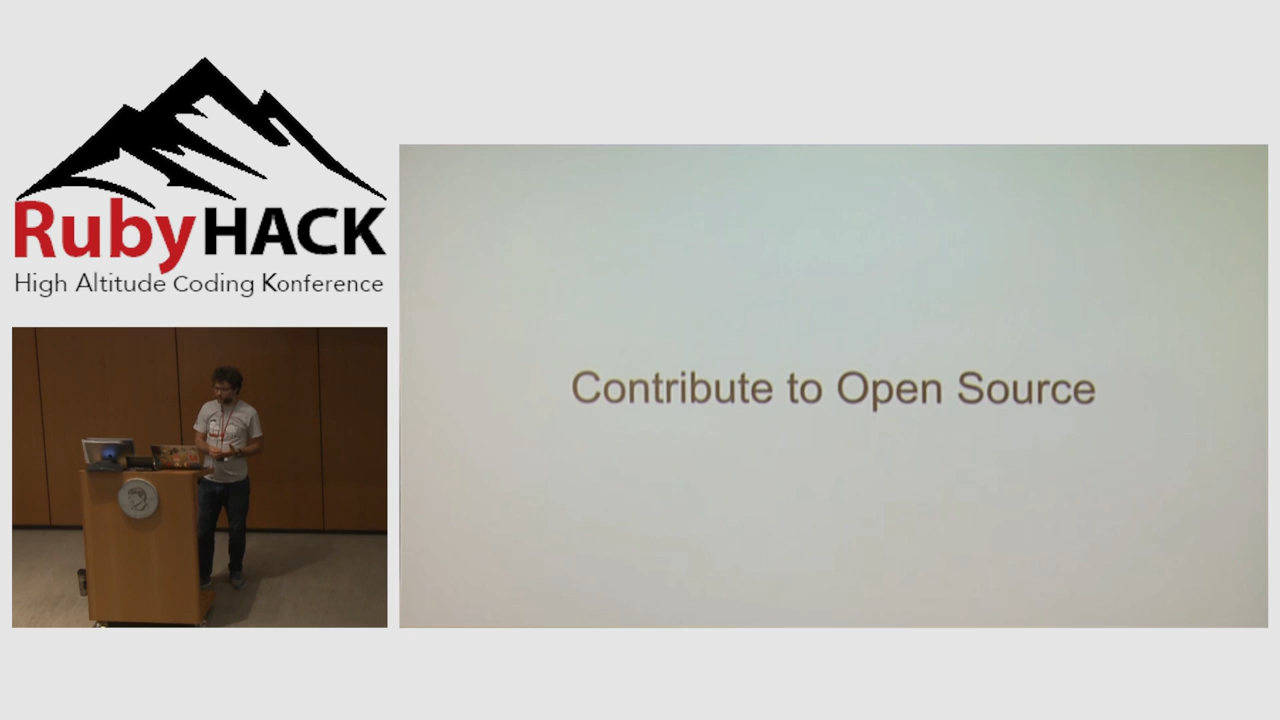 RubyHACK
High Altitude Coding Konference
Contribute to Open Source